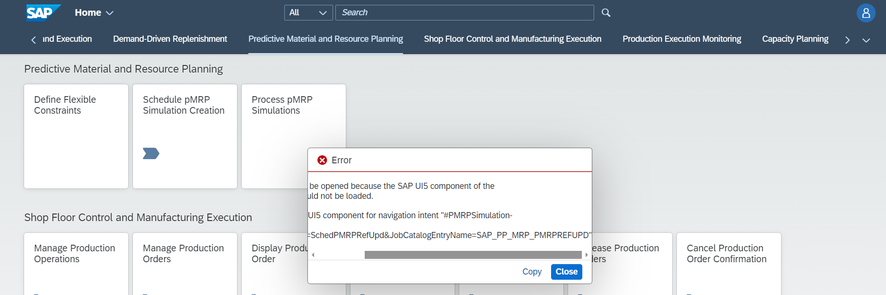 SAP Home All Search
nd Execution Demand-Driven Replenishment Predictive Material and Resource Planning Shop Floor Control and Manufacturing Execution Production Execution Monitoring Capacity Planning
Predictive Material and Resource Planning
Define Flexible Constraints
Schedule pMRP Simulation Creation
Process pMRP Simulations
Error
be opened because the SAP UI5 component of the
uld not be loaded.
UI5 component for navigation intent "#PMRPSimulation-
=SchedPMRPRefUpd&JobCatalogEntryName=SAP_PP_MRP_PMRPREFUPD"
Copy Close
Shop Floor Control and Manufacturing Execution
Manage Production Operations
Manage Production Orders
Display Produ
Order
ease Production
ders
Cancel Production Order Confirmation